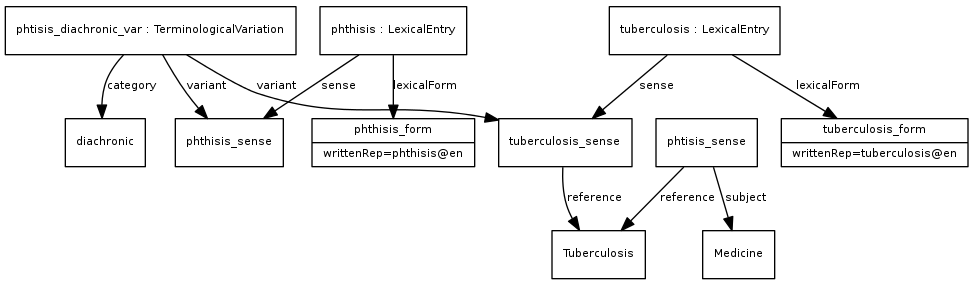 phtisis_diachronic_var : TerminologicalVariation
phthisis : LexicalEntry
tuberculosis : LexicalEntry
category
variant
variant
sense
lexicalForm
sense
lexicalForm
diachronic
phthisis_sense
phthisis_form
writtenRep=phthisis@en
tuberculosis_sense
phtisis_sense
tuberculosis_form
writtenRep=tuberculosis@en
reference
reference
subject
Tuberculosis
Medicine